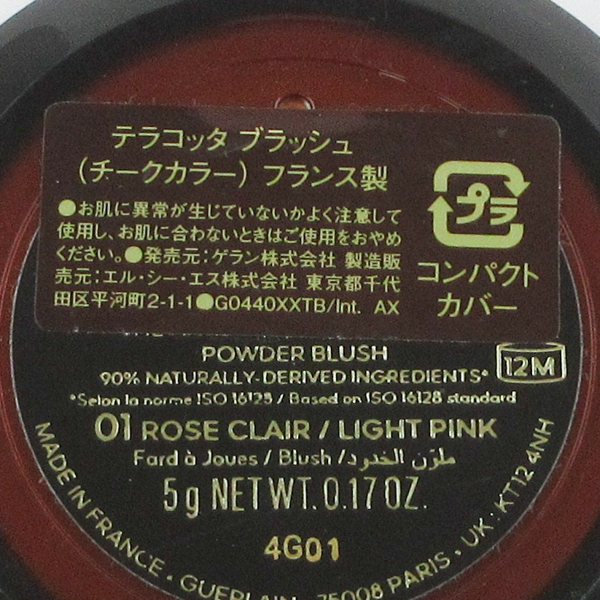 テラコッタ ブラッシュ
(チークカラー) フランス製
●お肌に異常が生じていないかよく注意して
使用し、お肌に合わないときはご使用をおやめ
ください。●発売元:ゲラン株式会社 製造販
売元:エル・シー・エス株式会社 東京都千代
田区平河町2-1-1●G0440XXTB/Int. AX
プラ
コンパクト
カバー
POWDER BLUSH
12M
90% NATURALLY-DERIVED INGREDIENTS*
*Selon la norme ISO 16128 / Based on ISO 16128 standard
01 ROSE CLAIR / LIGHT PINK
Fard à Joues / Blush / ملون الخدود
5g NET WT. 0.17 OZ.
4G01
MADE IN FRANCE • GUERLAIN 75008 PARIS • UK: KT12 4NH